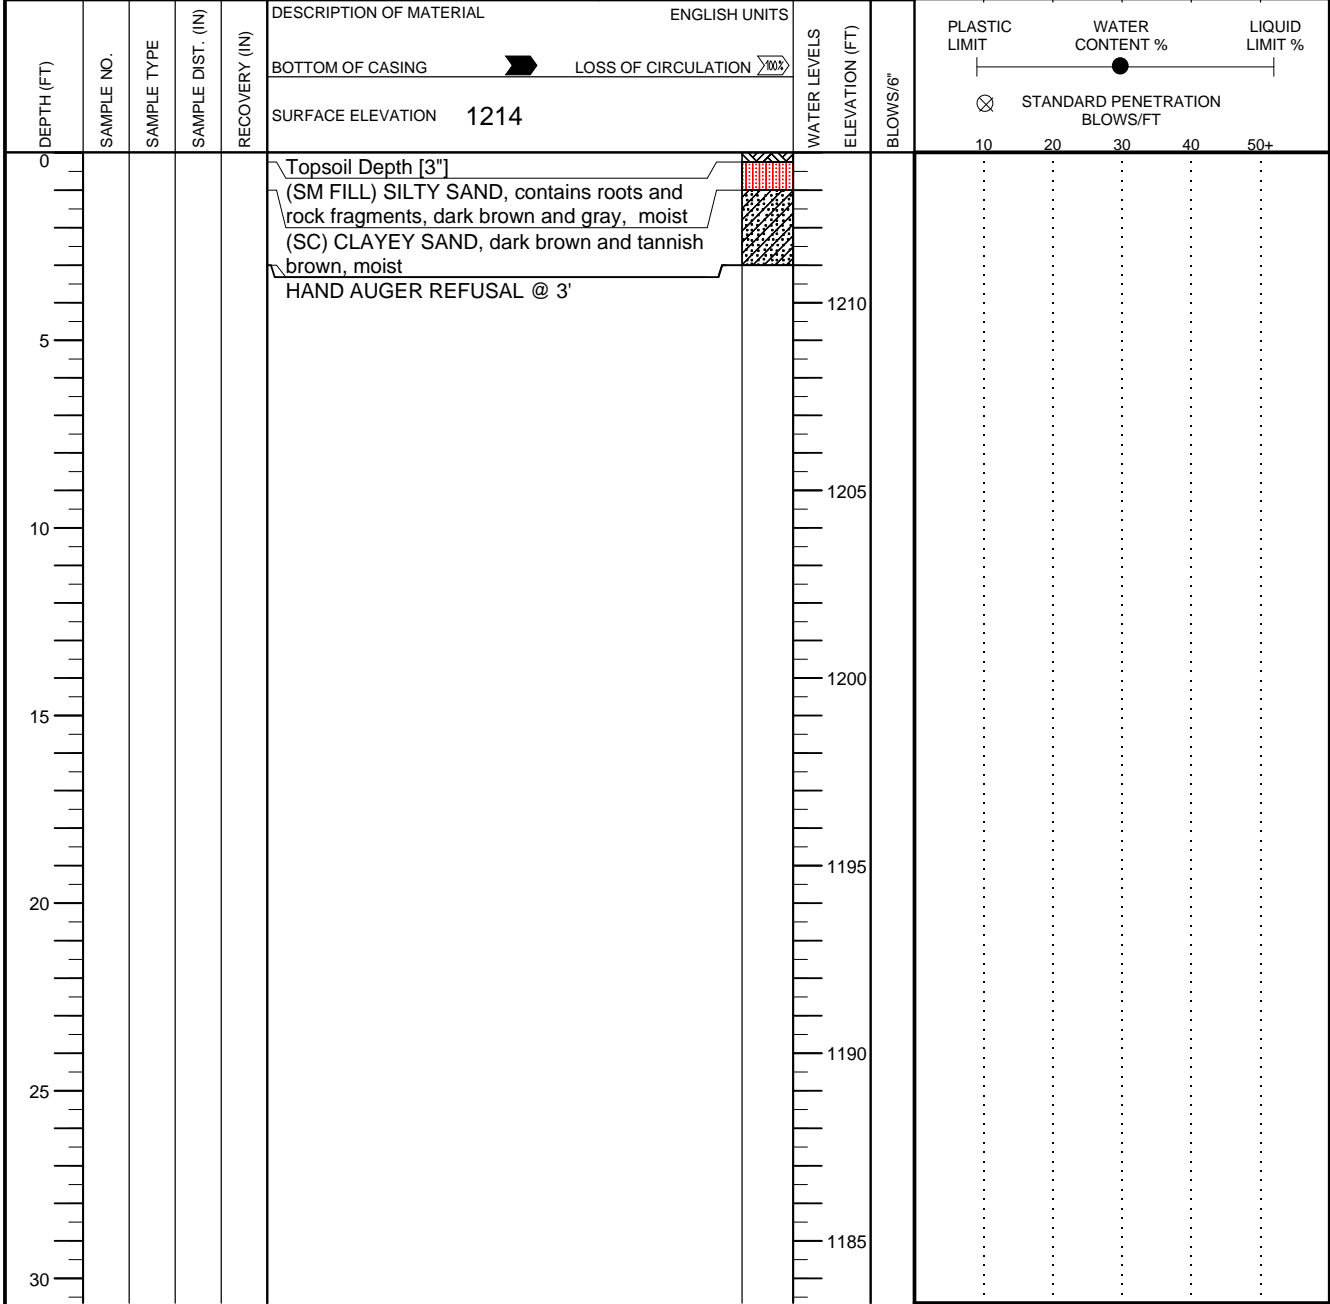 DEPTH (FT)
SAMPLE NO.
SAMPLE TYPE
SAMPLE DIST. (IN)
RECOVERY (IN)
DESCRIPTION OF MATERIAL ENGLISH UNITS
BOTTOM OF CASING LOSS OF CIRCULATION 100%
SURFACE ELEVATION 1214
WATER LEVELS
ELEVATION (FT)
BLOWS/6"
PLASTIC LIMIT
WATER CONTENT %
LIQUID LIMIT %
STANDARD PENETRATION
BLOWS/FT
10 20 30 40 50+
0
Topsoil Depth [3"]
(SM FILL) SILTY SAND, contains roots and
rock fragments, dark brown and gray, moist
(SC) CLAYEY SAND, dark brown and tannish
brown, moist
HAND AUGER REFUSAL @ 3'
1210
5
1205
10
1200
15
1195
20
1190
25
1185
30